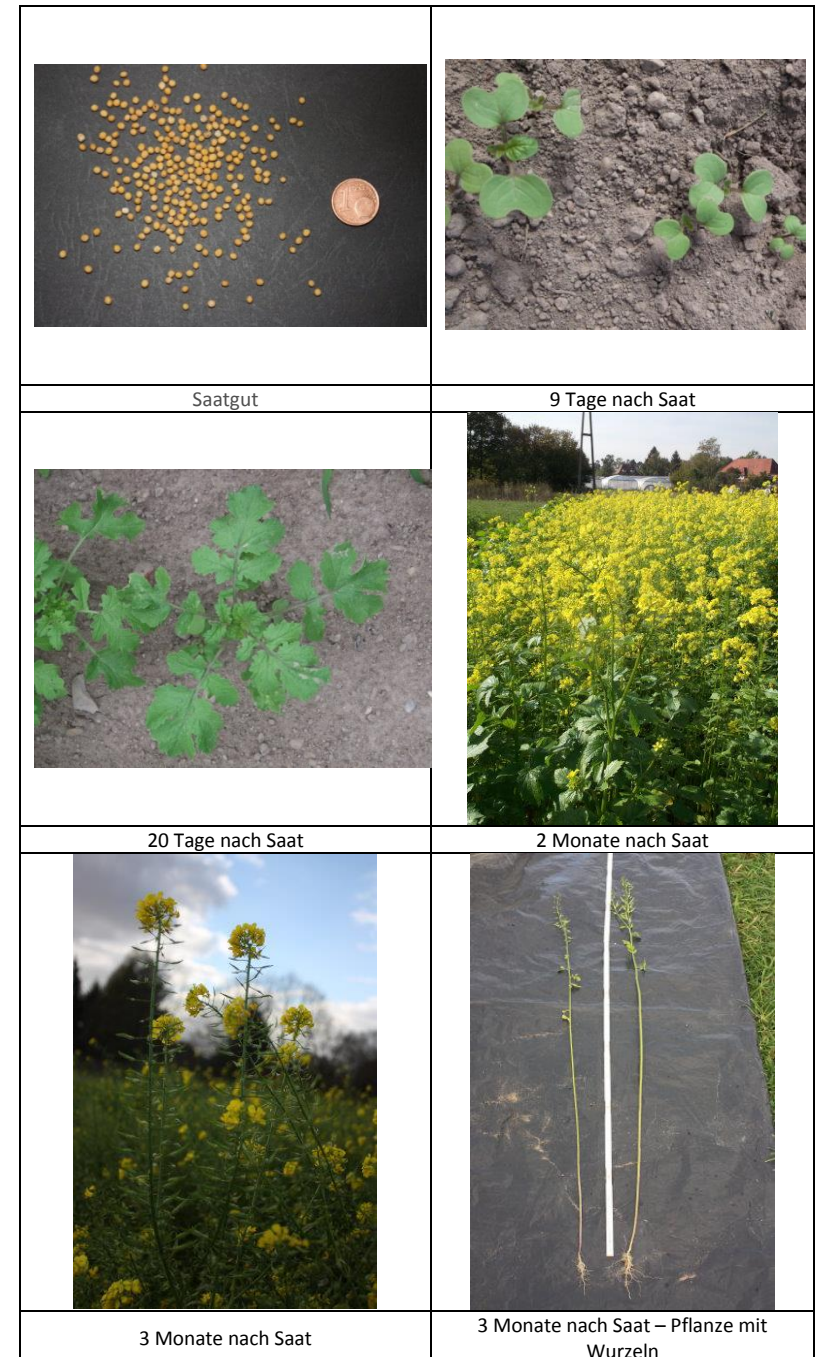 Saatgut
9 Tage nach Saat
20 Tage nach Saat
2 Monate nach Saat
3 Monate nach Saat
3 Monate nach Saat – Pflanze mit
Wurzeln